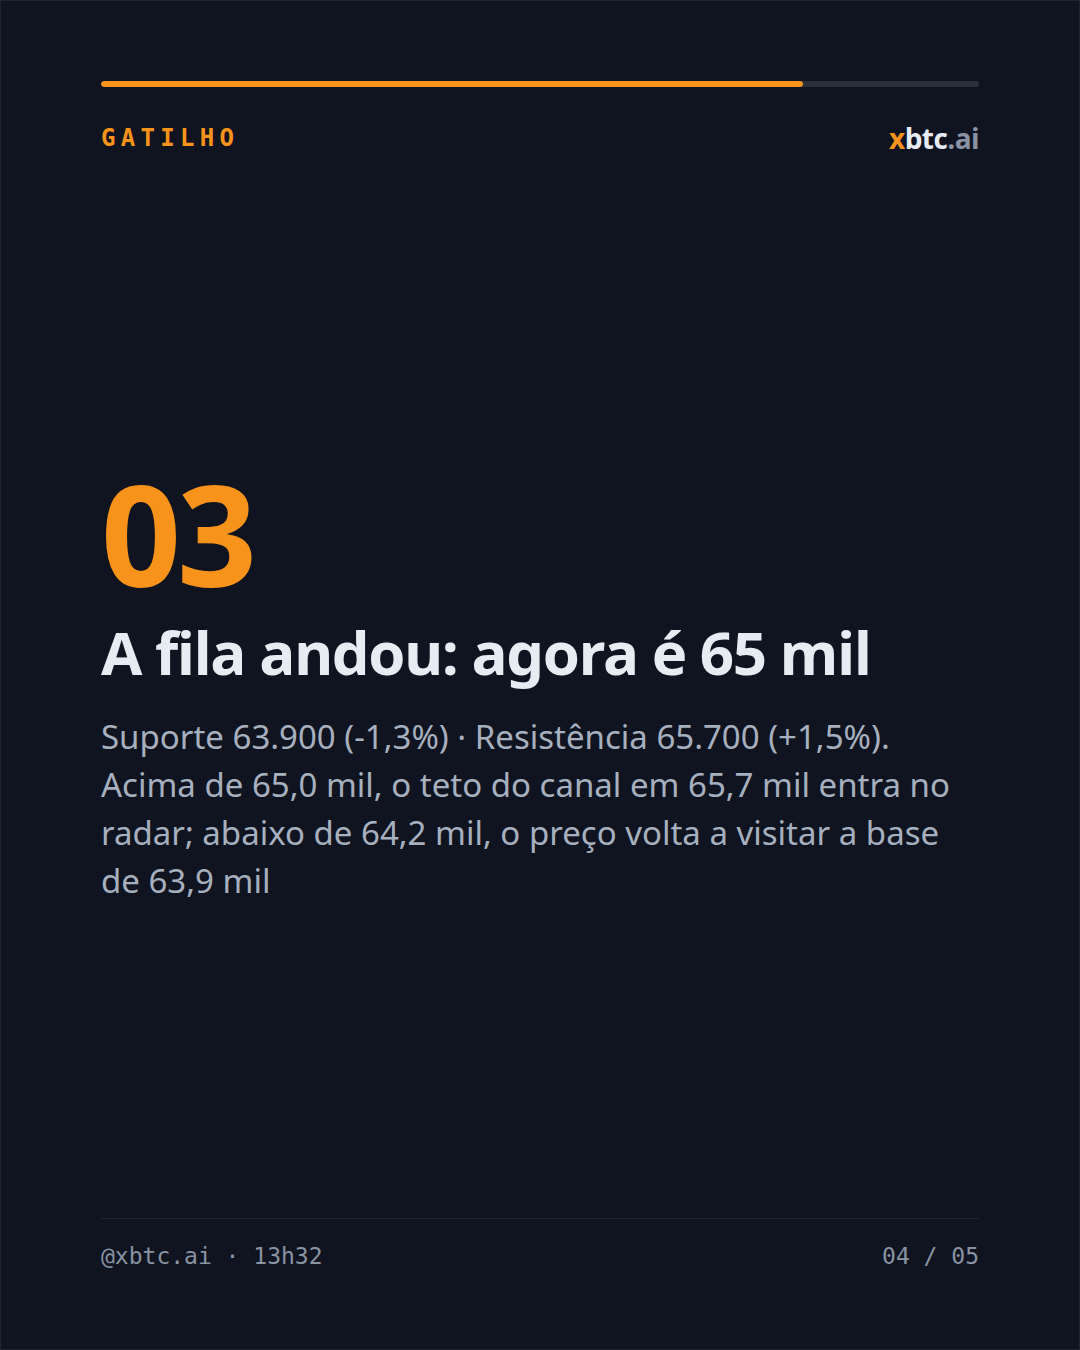 GATILHO
xbtc.ai
03
A fila andou: agora é 65 mil
Suporte 63.900 (-1,3%) · Resistência 65.700 (+1,5%).
Acima de 65,0 mil, o teto do canal em 65,7 mil entra no
radar; abaixo de 64,2 mil, o preço volta a visitar a base
de 63,9 mil
@xbtc.ai · 13h32
04 / 05